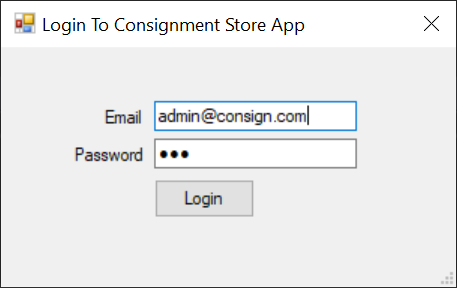 Login To Consignment Store App
Email admin@consign.com
Password ●●●
Login